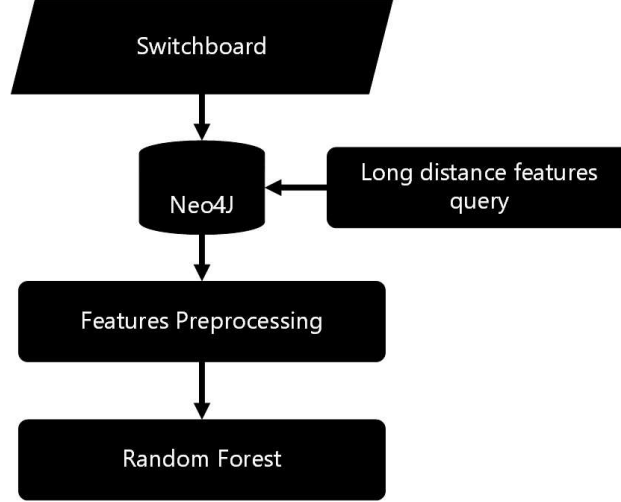 Switchboard
Neo4J
Long distance features
query
Features Preprocessing
Random Forest